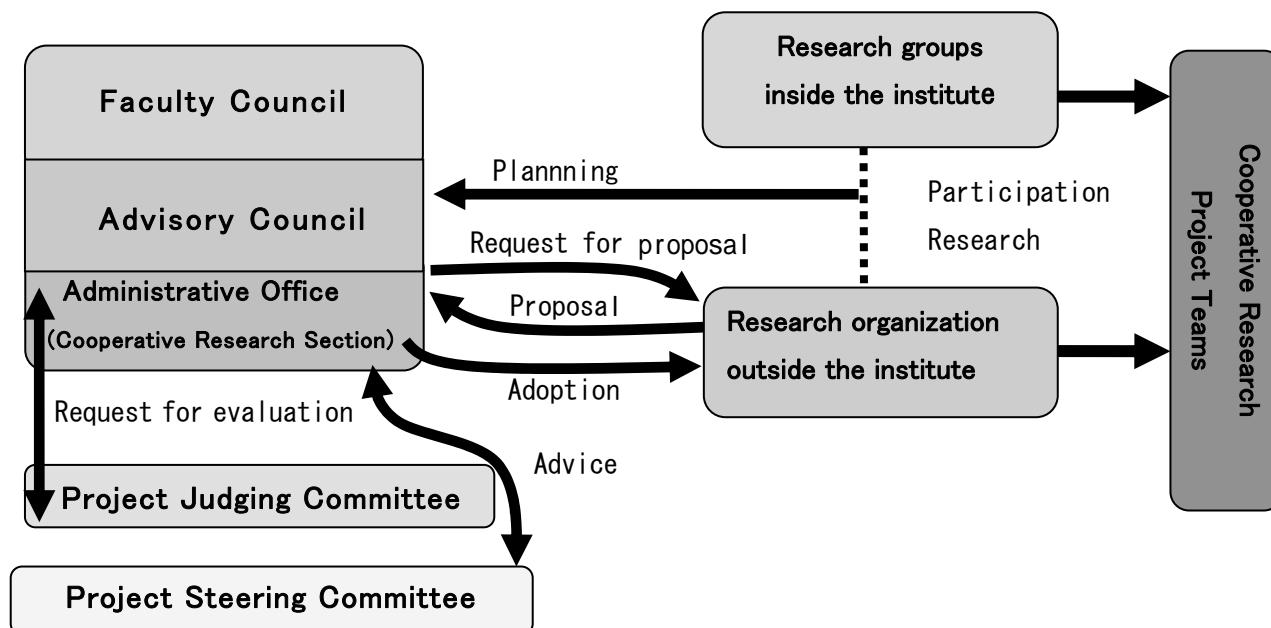 Faculty Council
Advisory Council
Administrative Office
(Cooperative Research Section)
Request for evaluation
Project Judging Committee
Project Steering Committee
Plannning
Request for proposal
Proposal
Adoption
Advice
Research groups
inside the institute
Participation
Research
Research organization
outside the institute
Cooperative Research
Project Teams